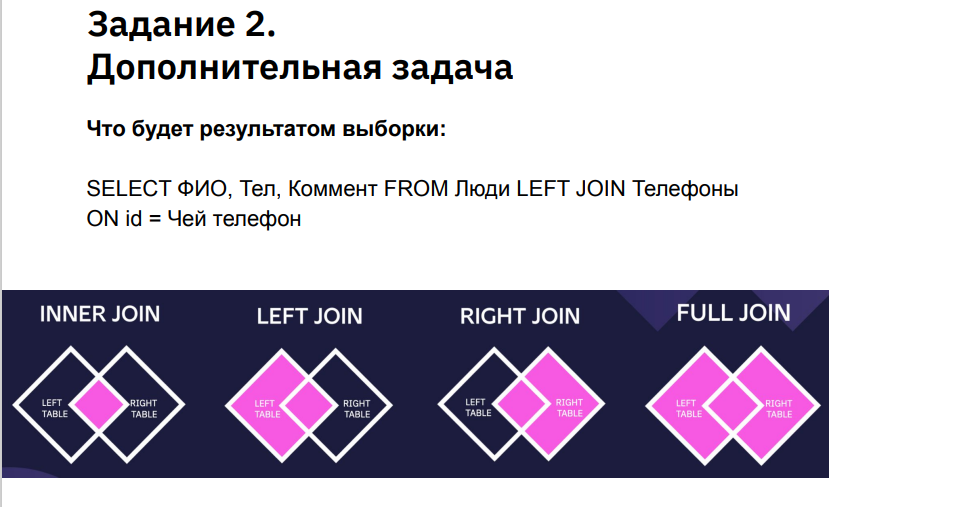 Задание 2.
Дополнительная задача
Что будет результатом выборки:
SELECT ФИО, Тел, Коммент FROM Люди LEFT JOIN Телефоны
ON id = Чей телефон
INNER JOIN
LEFT JOIN
RIGHT JOIN
FULL JOIN
LEFT
TABLE
RIGHT
TABLE
LEFT
TABLE
RIGHT
TABLE
LEFT
TABLE
RIGHT
TABLE
LEFT
TABLE
RIGHT
TABLE